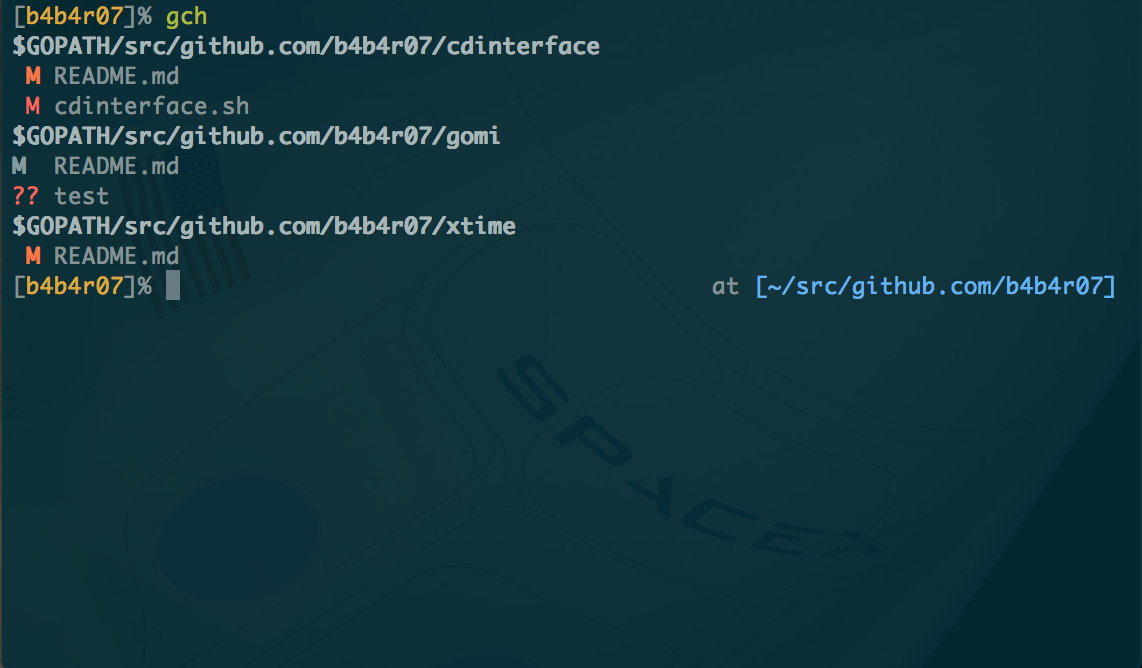 [b4b4r07]% gch
$GOPATH/src/github.com/b4b4r07/cdinterface
 M README.md
 M cdinterface.sh
$GOPATH/src/github.com/b4b4r07/gomi
M  README.md
?? test
$GOPATH/src/github.com/b4b4r07/xtime
 M README.md
[b4b4r07]% at [~/src/github.com/b4b4r07]
SPACEX